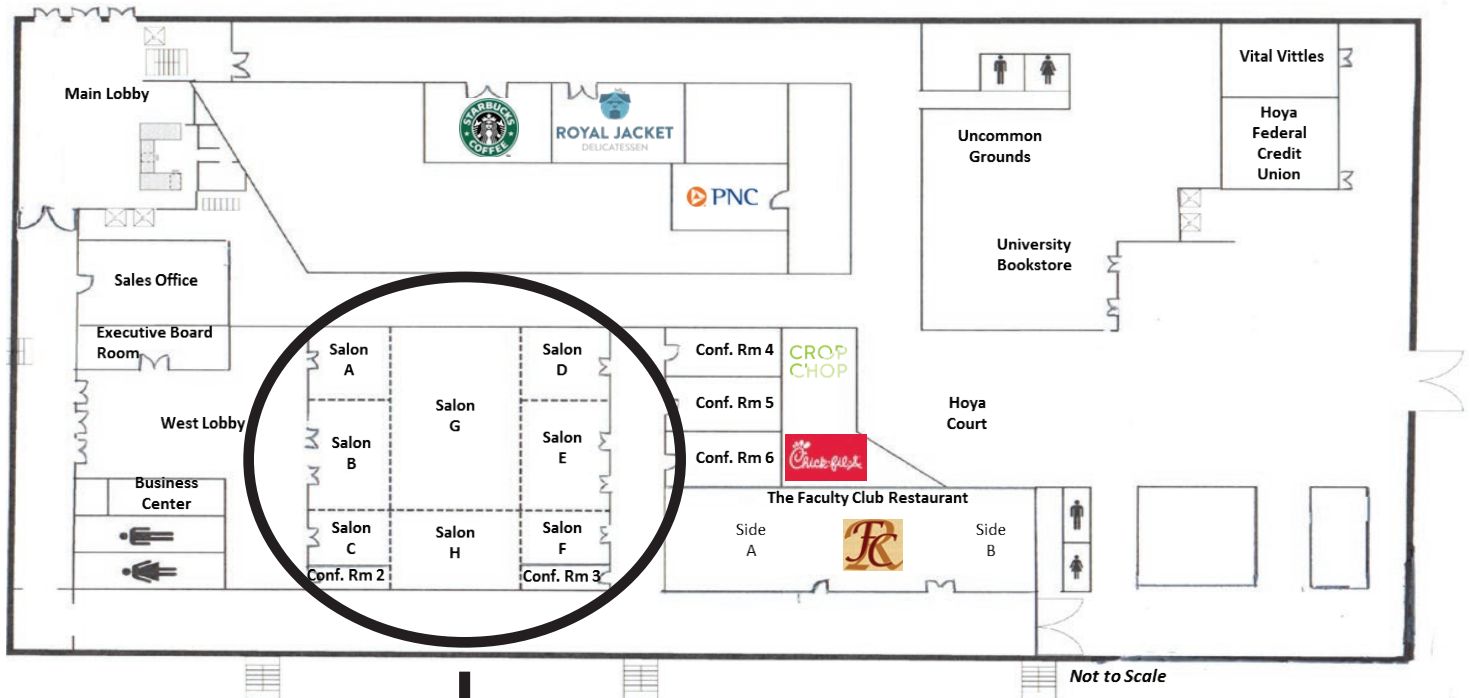 Main Lobby
STARBUCKS
COFFEE
ROYAL JACKET
DELICATESSEN
PNC
Uncommon
Grounds
Vital Vittles
Hoya
Federal
Credit
Union
University
Bookstore
Sales Office
Executive Board
Room
West Lobby
Business
Center
Salon
A
Salon
B
Salon
C
Conf. Rm 2
Salon
G
Salon
H
Salon
D
Salon
E
Salon
F
Conf. Rm 3
Conf. Rm 4
Conf. Rm 5
Conf. Rm 6
CROP
CHOP
Chick-fil-A
Hoya
Court
The Faculty Club Restaurant
Side
A
FCR
Side
B
Not to Scale